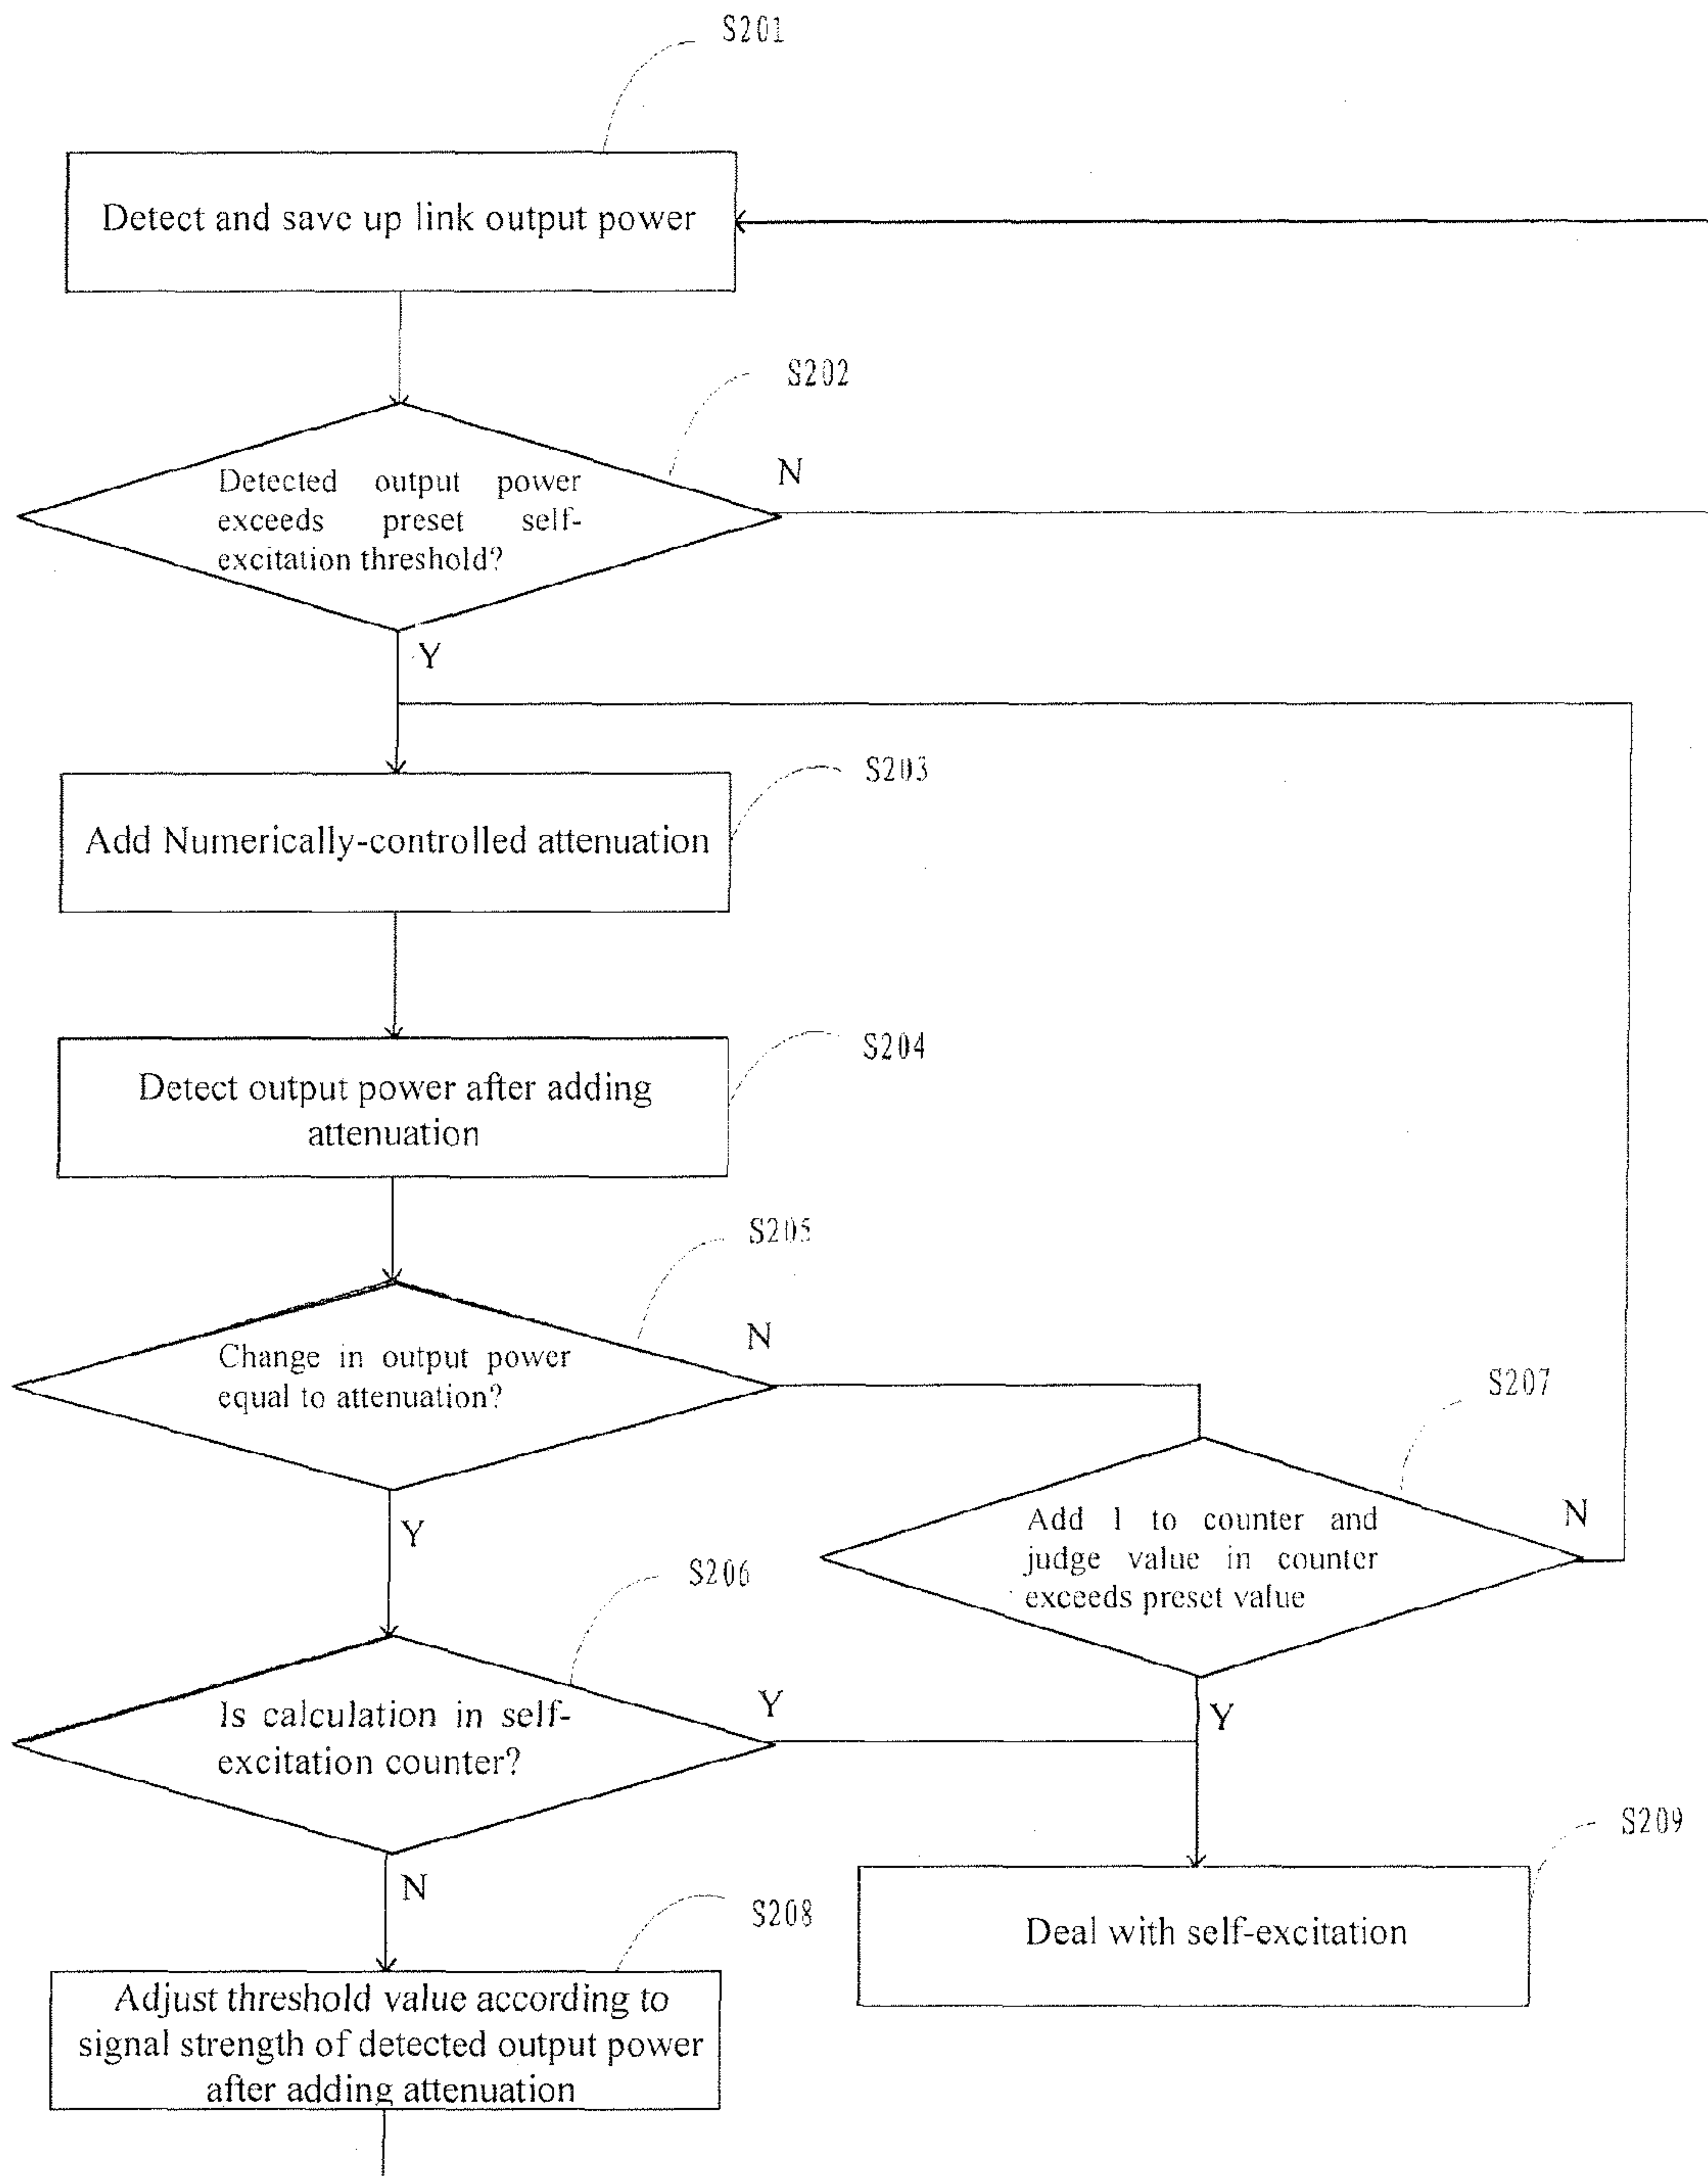 S201
Detect and save up link output power
S202
Detected output power
exceeds preset self-
excitation threshold?
N
Y
S203
Add Numerically-controlled attenuation
S204
Detect output power after adding
attenuation
S205
Change in output power
equal to attenuation?
N
Y
S207
Add 1 to counter and
judge value in counter
exceeds preset value
N
Y
S206
Is calculation in self-
excitation counter?
Y
N
S209
Deal with self-excitation
S208
Adjust threshold value according to
signal strength of detected output power
after adding attenuation